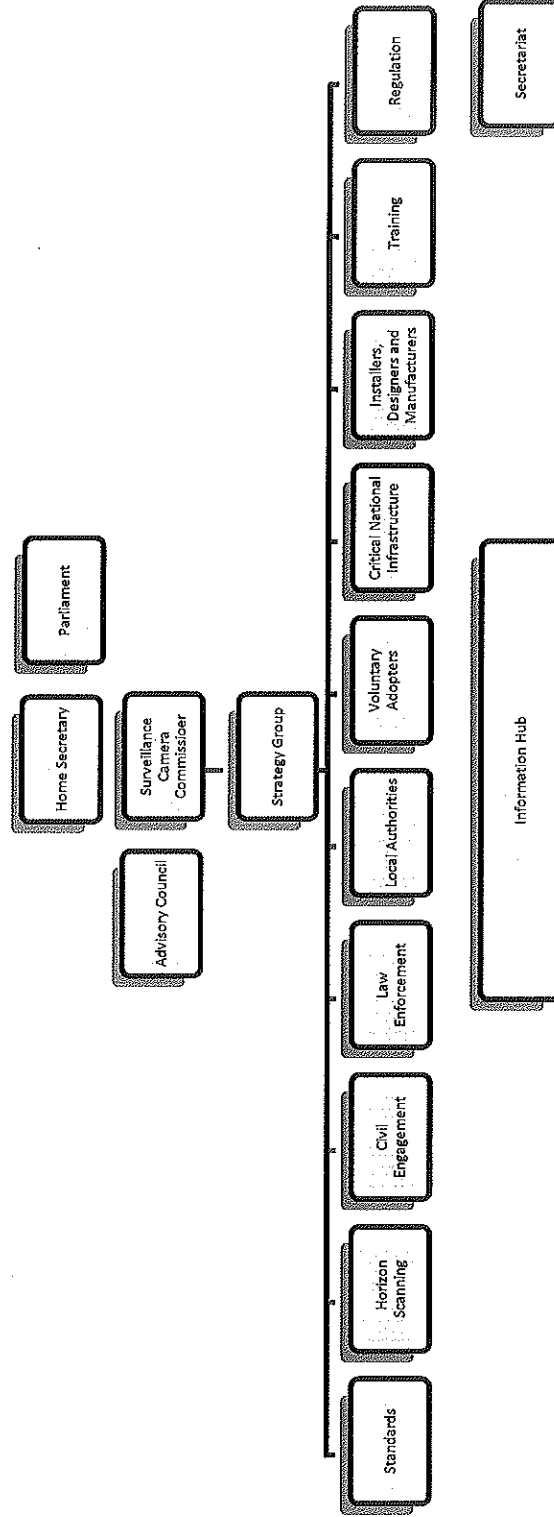 Home Secretary
Parliament
Advisory Council
Surveillance
Camera
Commissioer
Strategy Group
Standards
Horizon
Scanning
Civil
Engagement
Law
Enforcement
Local Authorities
Voluntary
Adopters
Critical National
Infrastructure
Installers,
Designers and
Manufacturers
Training
Regulation
Information Hub
Secretariat